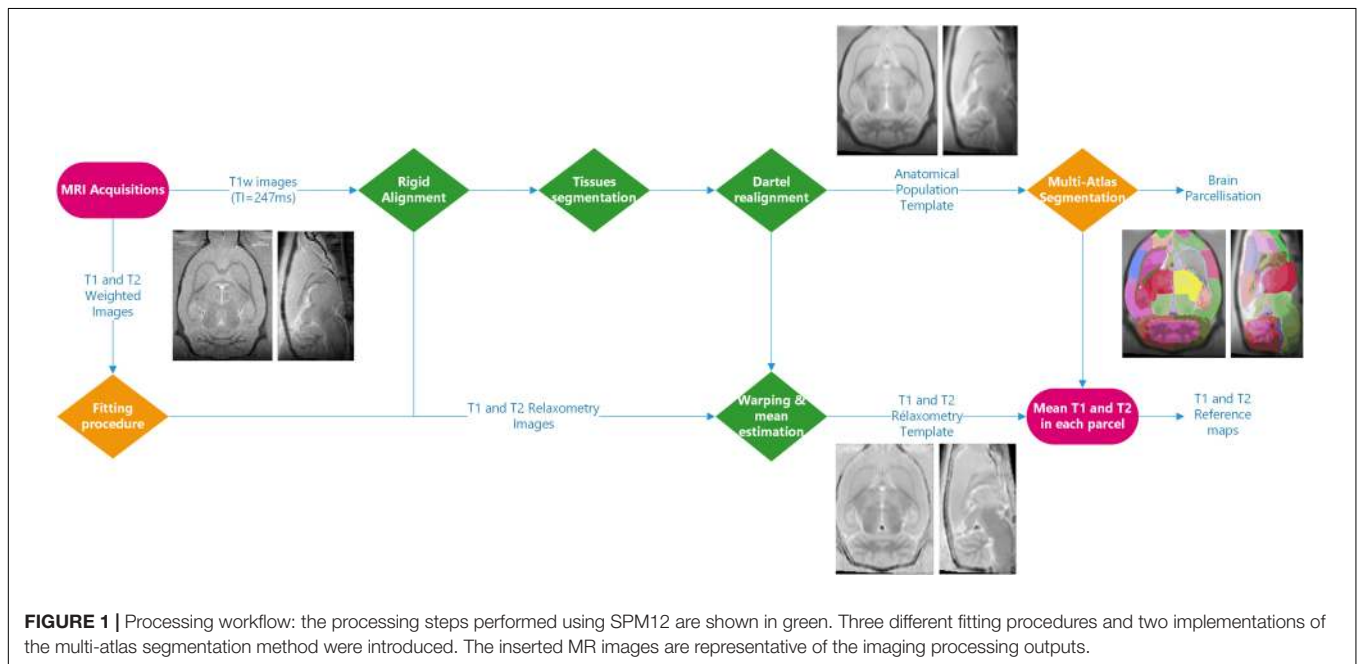 MRI Acquisitions
T1w images
(TI=247ms)
Rigid
Alignment
Tissues
segmentation
Dartel
realignment
Anatomical
Population
Template
Multi-Atlas
Segmentation
Brain
Parcellisation
T1 and T2
Weighted
Images
Fitting
procedure
T1 and T2 Relaxometry
Images
Warping &
mean
estimation
T1 and T2
Rélaxometry
Template
Mean T1 and T2
in each parcel
T1 and T2
Reference
maps
FIGURE 1 | Processing workflow: the processing steps performed using SPM12 are shown in green. Three different fitting procedures and two implementations of
the multi-atlas segmentation method were introduced. The inserted MR images are representative of the imaging processing outputs.